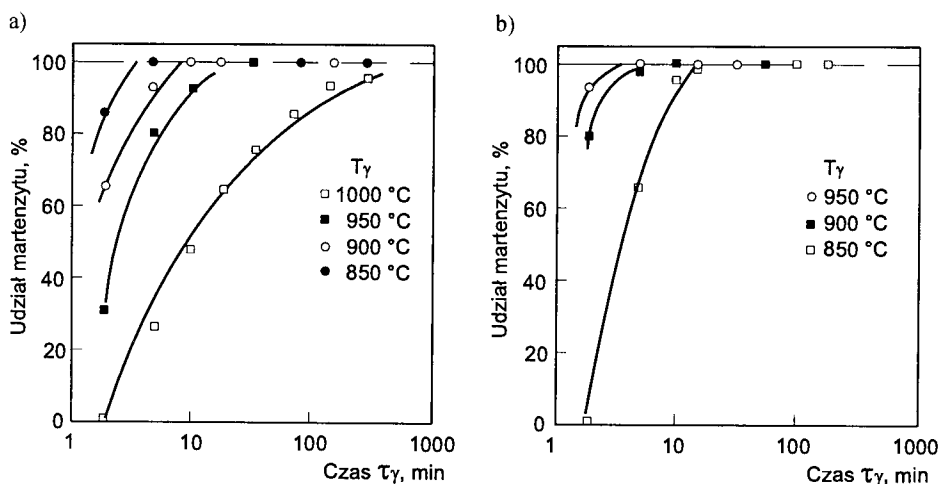 a)
Udział martenzytu, %
100
80
60
40
20
0
1
10
100
1000
Czas τγ, min
Tγ
1000 °C
950 °C
900 °C
850 °C
b)
Udział martenzytu, %
100
80
60
40
20
0
1
10
100
1000
Czas τγ, min
Tγ
950 °C
900 °C
850 °C